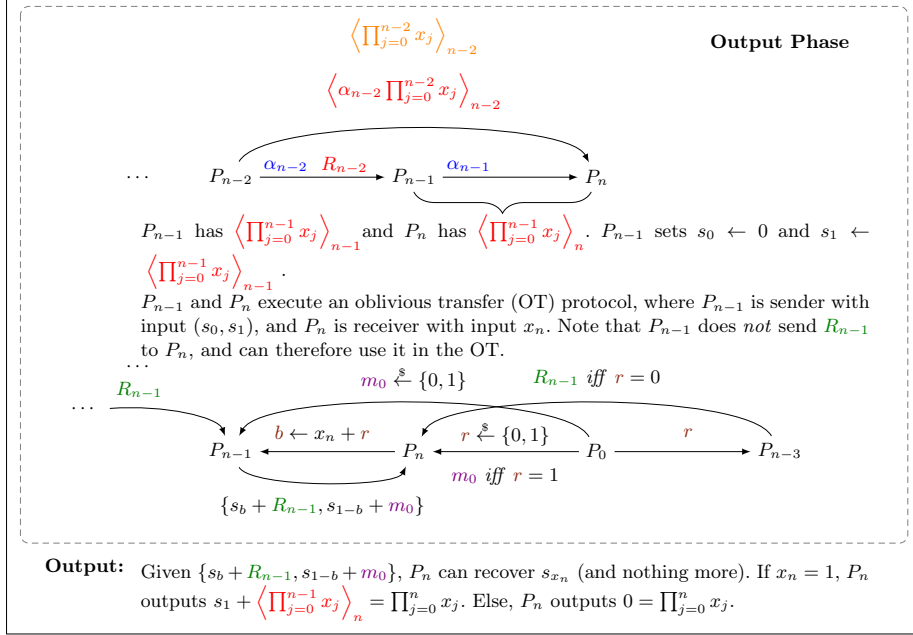 ⟨∏_{j=0}^{n−2} x_j⟩_{n−2}
Output Phase
⟨α_{n−2} ∏_{j=0}^{n−2} x_j⟩_{n−2}
α_{n−2} R_{n−2} α_{n−1}
⋯ P_{n−2} P_{n−1} P_n
P_{n−1} has ⟨∏_{j=0}^{n−1} x_j⟩_{n−1} and P_n has ⟨∏_{j=0}^{n−1} x_j⟩_n. P_{n−1} sets s_0 ← 0 and s_1 ←
⟨∏_{j=0}^{n−1} x_j⟩_{n−1} .
P_{n−1} and P_n execute an oblivious transfer (OT) protocol, where P_{n−1} is sender with
input (s_0, s_1), and P_n is receiver with input x_n. Note that P_{n−1} does not send R_{n−1}
to P_n, and can therefore use it in the OT.
⋯
m_0 ←$ {0, 1} R_{n−1} iff r = 0
R_{n−1}
⋯
b ← x_n + r r ←$ {0, 1} r
P_{n−1} P_n P_0 P_{n−3}
m_0 iff r = 1
{s_b + R_{n−1}, s_{1−b} + m_0}
Output: Given {s_b + R_{n−1}, s_{1−b} + m_0}, P_n can recover s_{x_n} (and nothing more). If x_n = 1, P_n
outputs s_1 + ⟨∏_{j=0}^{n−1} x_j⟩_n = ∏_{j=0}^{n} x_j. Else, P_n outputs 0 = ∏_{j=0}^{n} x_j.